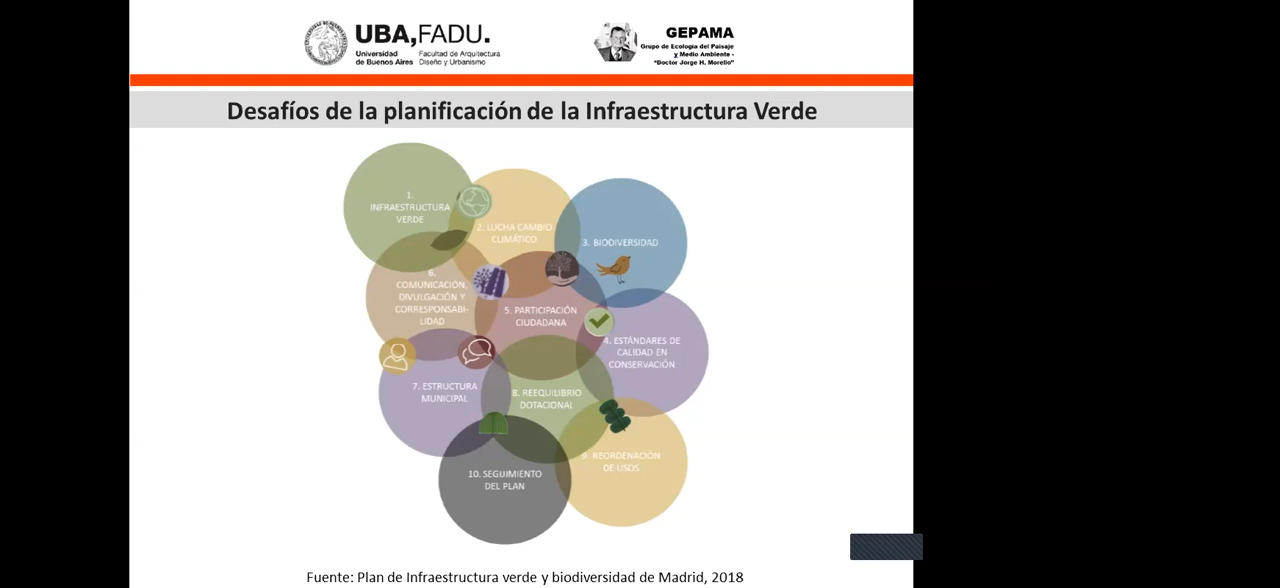 UBA, FADU.
Universidad
de Buenos Aires
Facultad de Arquitectura
Diseño y Urbanismo
GEPAMA
Grupo de Ecología del Paisaje
y Medio Ambiente -
"Doctor Jorge H. Morello"
Desafíos de la planificación de la Infraestructura Verde
1.
INFRAESTRUCTURA
VERDE
2. LUCHA CAMBIO
CLIMÁTICO
3. BIODIVERSIDAD
4. ESTÁNDARES DE
CALIDAD EN
CONSERVACIÓN
5. PARTICIPACIÓN
CIUDADANA
6.
COMUNICACIÓN,
DIVULGACIÓN Y
CORRESPONSABI-
LIDAD
7. ESTRUCTURA
MUNICIPAL
8. REEQUILIBRIO
DOTACIONAL
9. REORDENACIÓN
DE USOS
10. SEGUIMIENTO
DEL PLAN
Fuente: Plan de Infraestructura verde y biodiversidad de Madrid, 2018